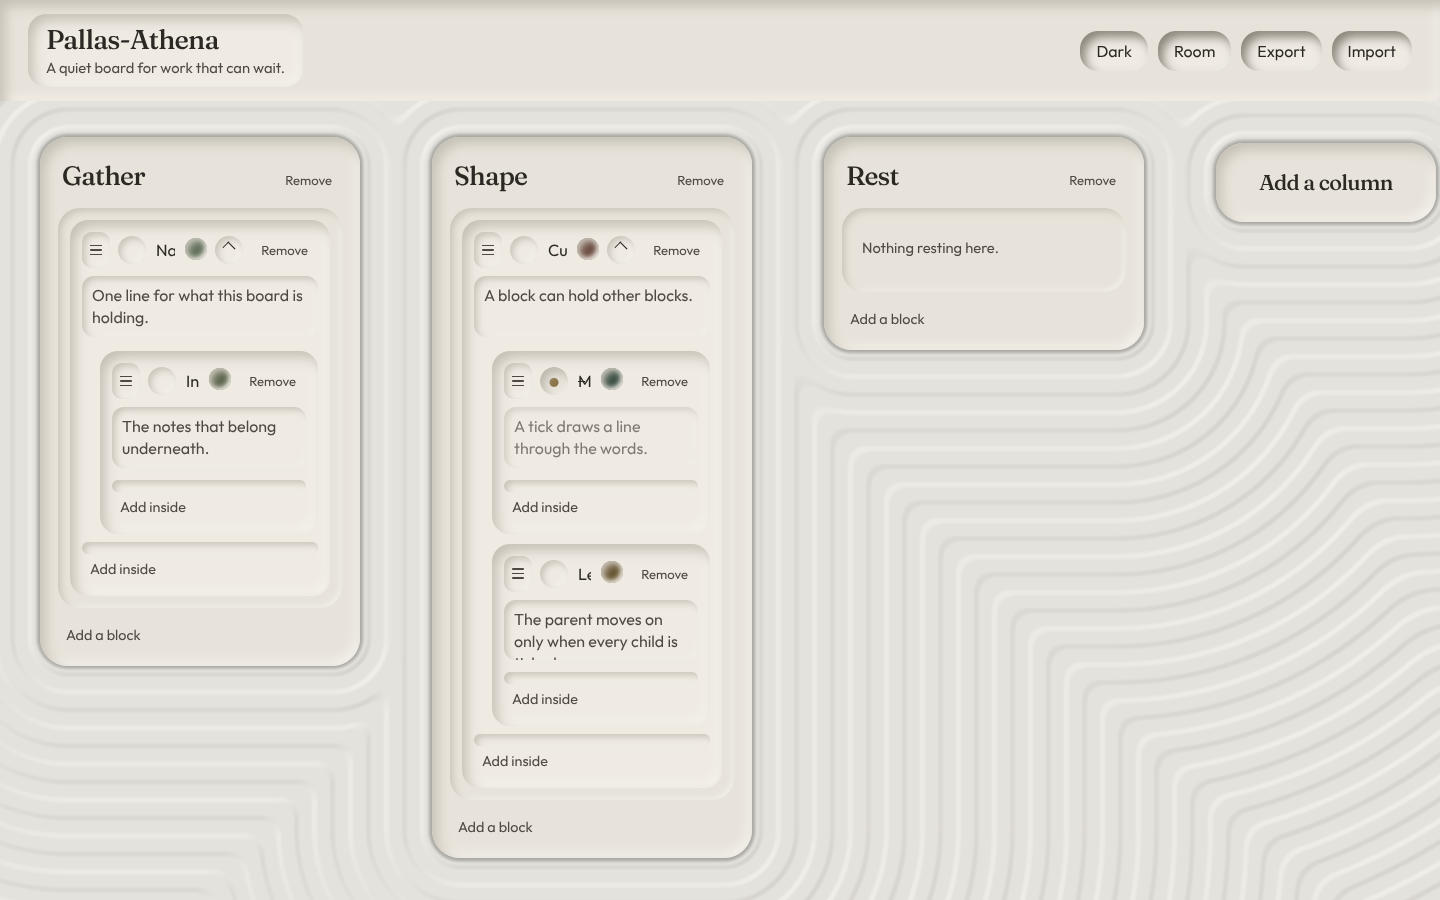 Pallas-Athena
A quiet board for work that can wait.
Dark
Room
Export
Import
Gather
Remove
Remove
One line for what this board is
holding.
In
Remove
The notes that belong
underneath.
Add inside
Add inside
Add a block
Shape
Remove
Cu
Remove
A block can hold other blocks.
M
Remove
A tick draws a line
through the words.
Add inside
Remove
The parent moves on
only when every child is
Add inside
Add inside
Add a block
Rest
Remove
Nothing resting here.
Add a block
Add a column